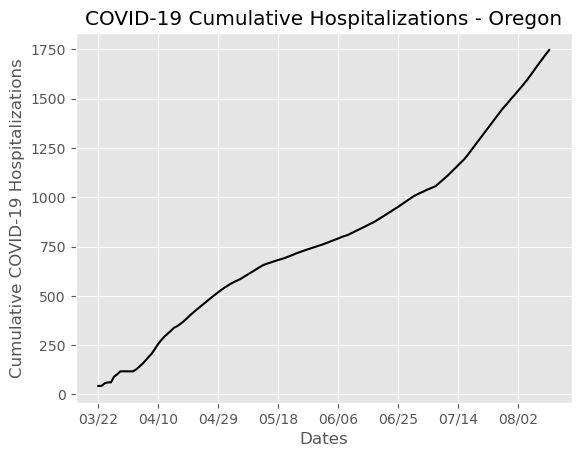 COVID-19 Cumulative Hospitalizations - Oregon
Cumulative COVID-19 Hospitalizations
1750
1500
1250
1000
750
500
250
0
03/22 04/10 04/29 05/18 06/06 06/25 07/14 08/02
Dates